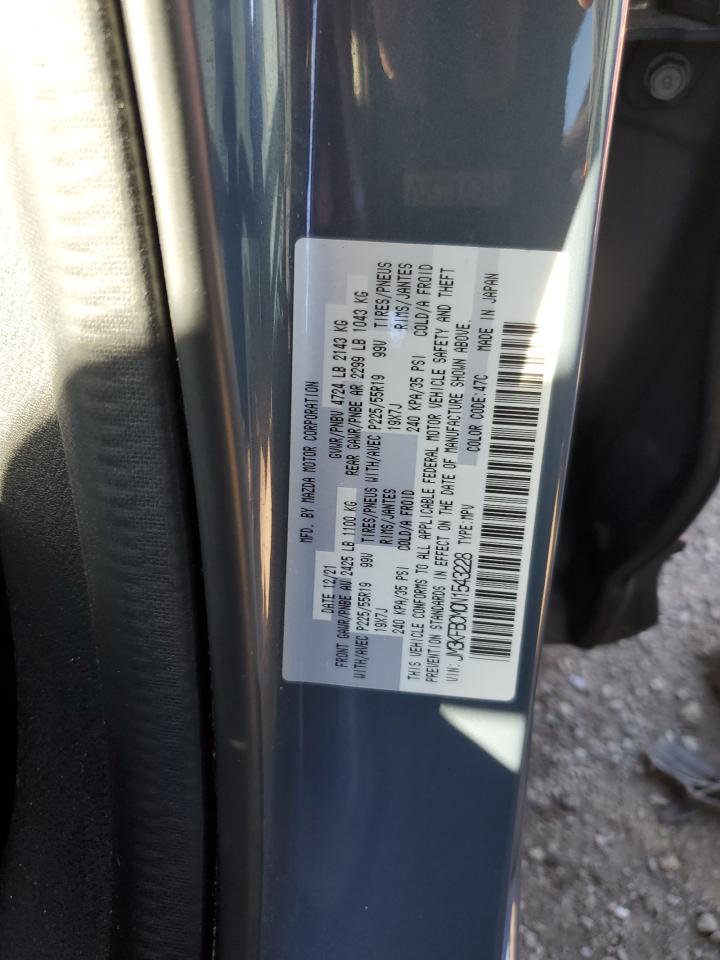 MFD. BY MAZDA MOTOR CORPORATION
DATE 12/21 GVWR/PNBV 4724 LB 2143 KG
FRONT GAWR/PNBE AV 2425 LB 1100 KG REAR GAWR/PNBE AR 2299 LB 1043 KG
WITH/AVEC P225/55R19 99V TIRES/PNEUS WITH/AVEC P225/55R19 99V TIRES/PNEUS
19X7J RIMS/JANTES 19X7J RIMS/JANTES
240 KPA/35 PSI COLD/A FROID 240 KPA/35 PSI COLD/A FROID
THIS VEHICLE CONFORMS TO ALL APPLICABLE FEDERAL MOTOR VEHICLE SAFETY AND THEFT
PREVENTION STANDARDS IN EFFECT ON THE DATE OF MANUFACTURE SHOWN ABOVE.
VIN: JM3KFBCM0N1543228 TYPE:MPV COLOR CODE:47C MADE IN JAPAN